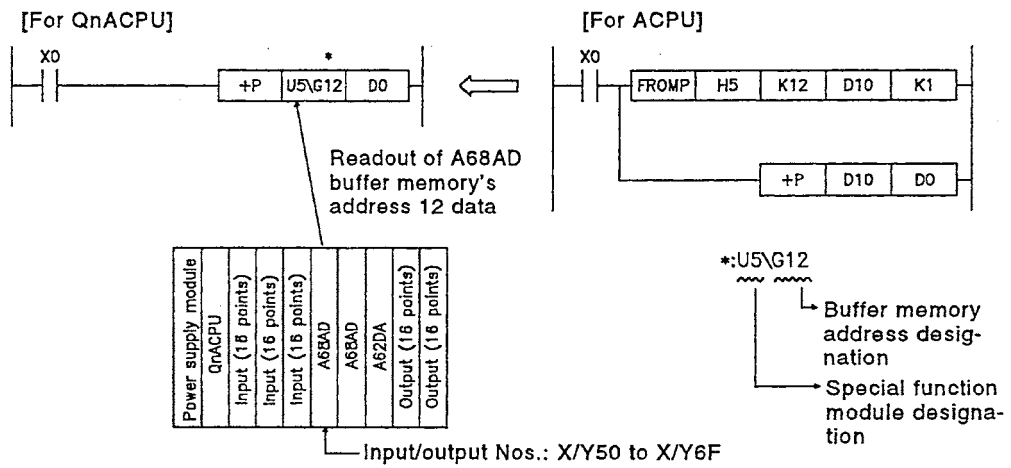 [For QnACPU]
[For ACPU]
X0
*
+P U5\G12 D0
X0
FROMP H5 K12 D10 K1
+P D10 D0
Readout of A68AD
buffer memory's
address 12 data
Power supply module
QnACPU
Input (16 points)
Input (16 points)
Input (16 points)
A68AD
A68AD
A62DA
Output (16 points)
Output (16 points)
Input/output Nos.: X/Y50 to X/Y6F
*:U5\G12
Buffer memory
address desig-
nation
Special function
module designa-
tion